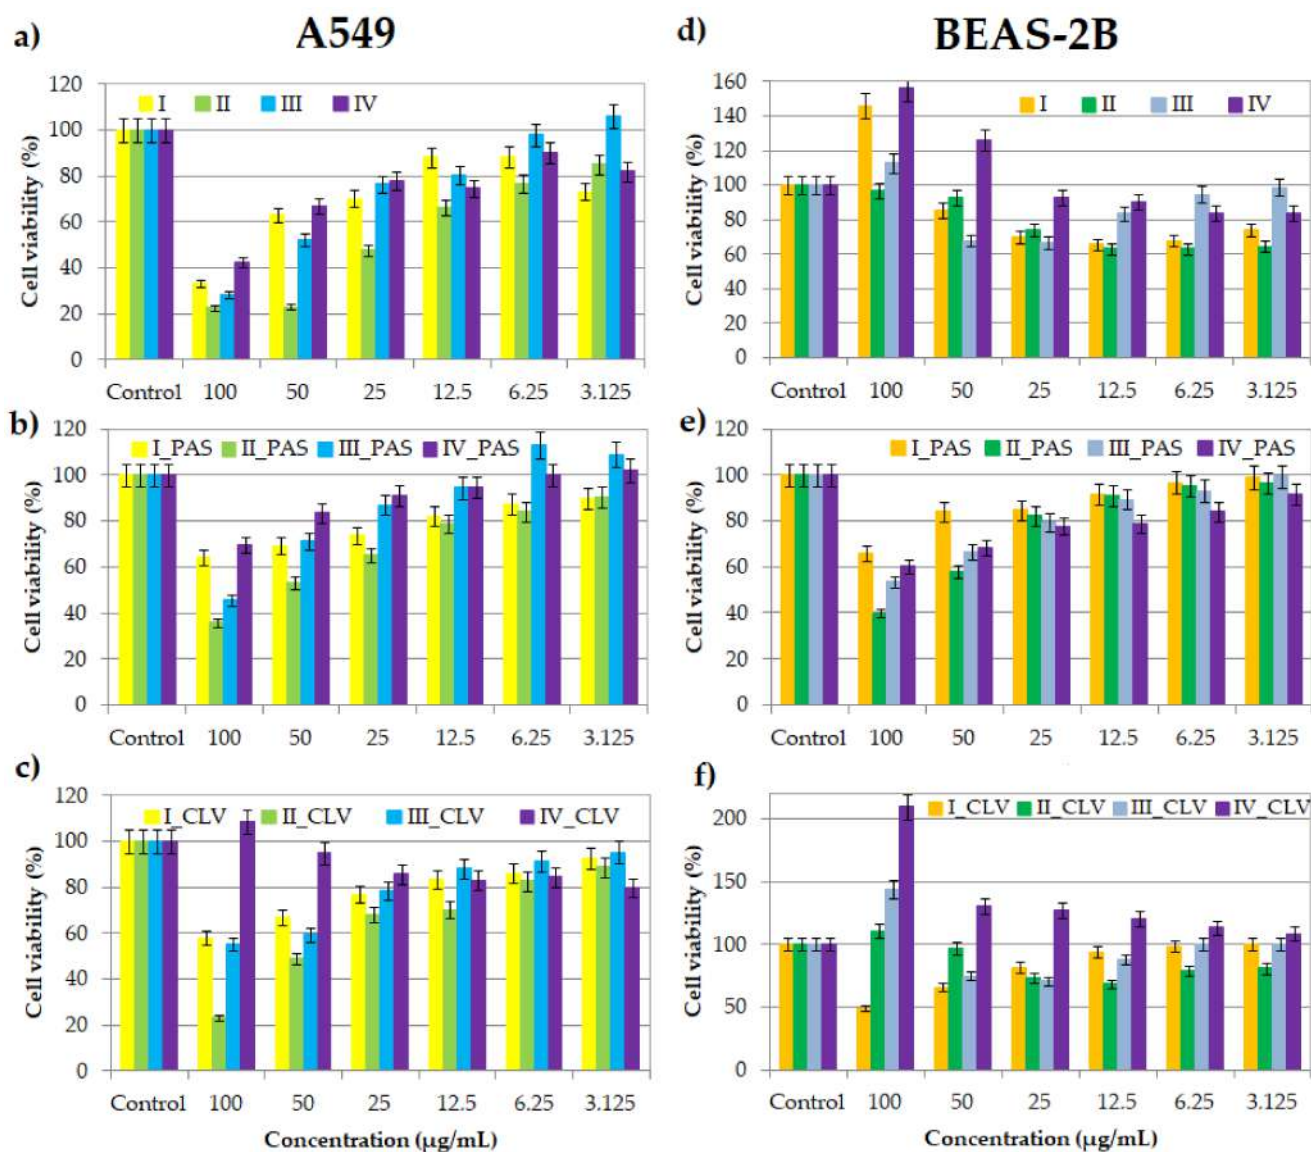 a) A549
120
100
80
60
40
20
0
Cell viability (%)
I II III IV
Control 100 50 25 12.5 6.25 3.125
b)
120
100
80
60
40
20
0
Cell viability (%)
I_PAS II_PAS III_PAS IV_PAS
Control 100 50 25 12.5 6.25 3.125
c)
120
100
80
60
40
20
0
Cell viability (%)
I_CLV II_CLV III_CLV IV_CLV
Control 100 50 25 12.5 6.25 3.125
Concentration (µg/mL)
d) BEAS-2B
160
140
120
100
80
60
40
20
0
Cell viability (%)
I II III IV
Control 100 50 25 12.5 6.25 3.125
e)
120
100
80
60
40
20
0
Cell viability (%)
I_PAS II_PAS III_PAS IV_PAS
Control 100 50 25 12.5 6.25 3.125
f)
200
150
100
50
0
Cell viability (%)
I_CLV II_CLV III_CLV IV_CLV
Control 100 50 25 12.5 6.25 3.125
Concentration (µg/mL)